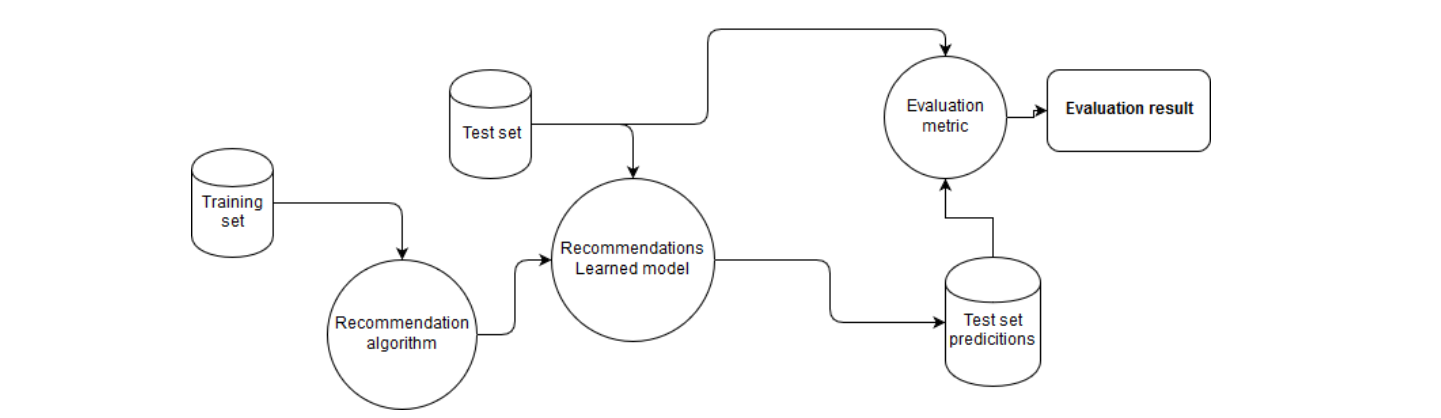 Test set
Evaluation
metric
Evaluation result
Training
set
Recommendations
Learned model
Recommendation
algorithm
Test set
predicitions